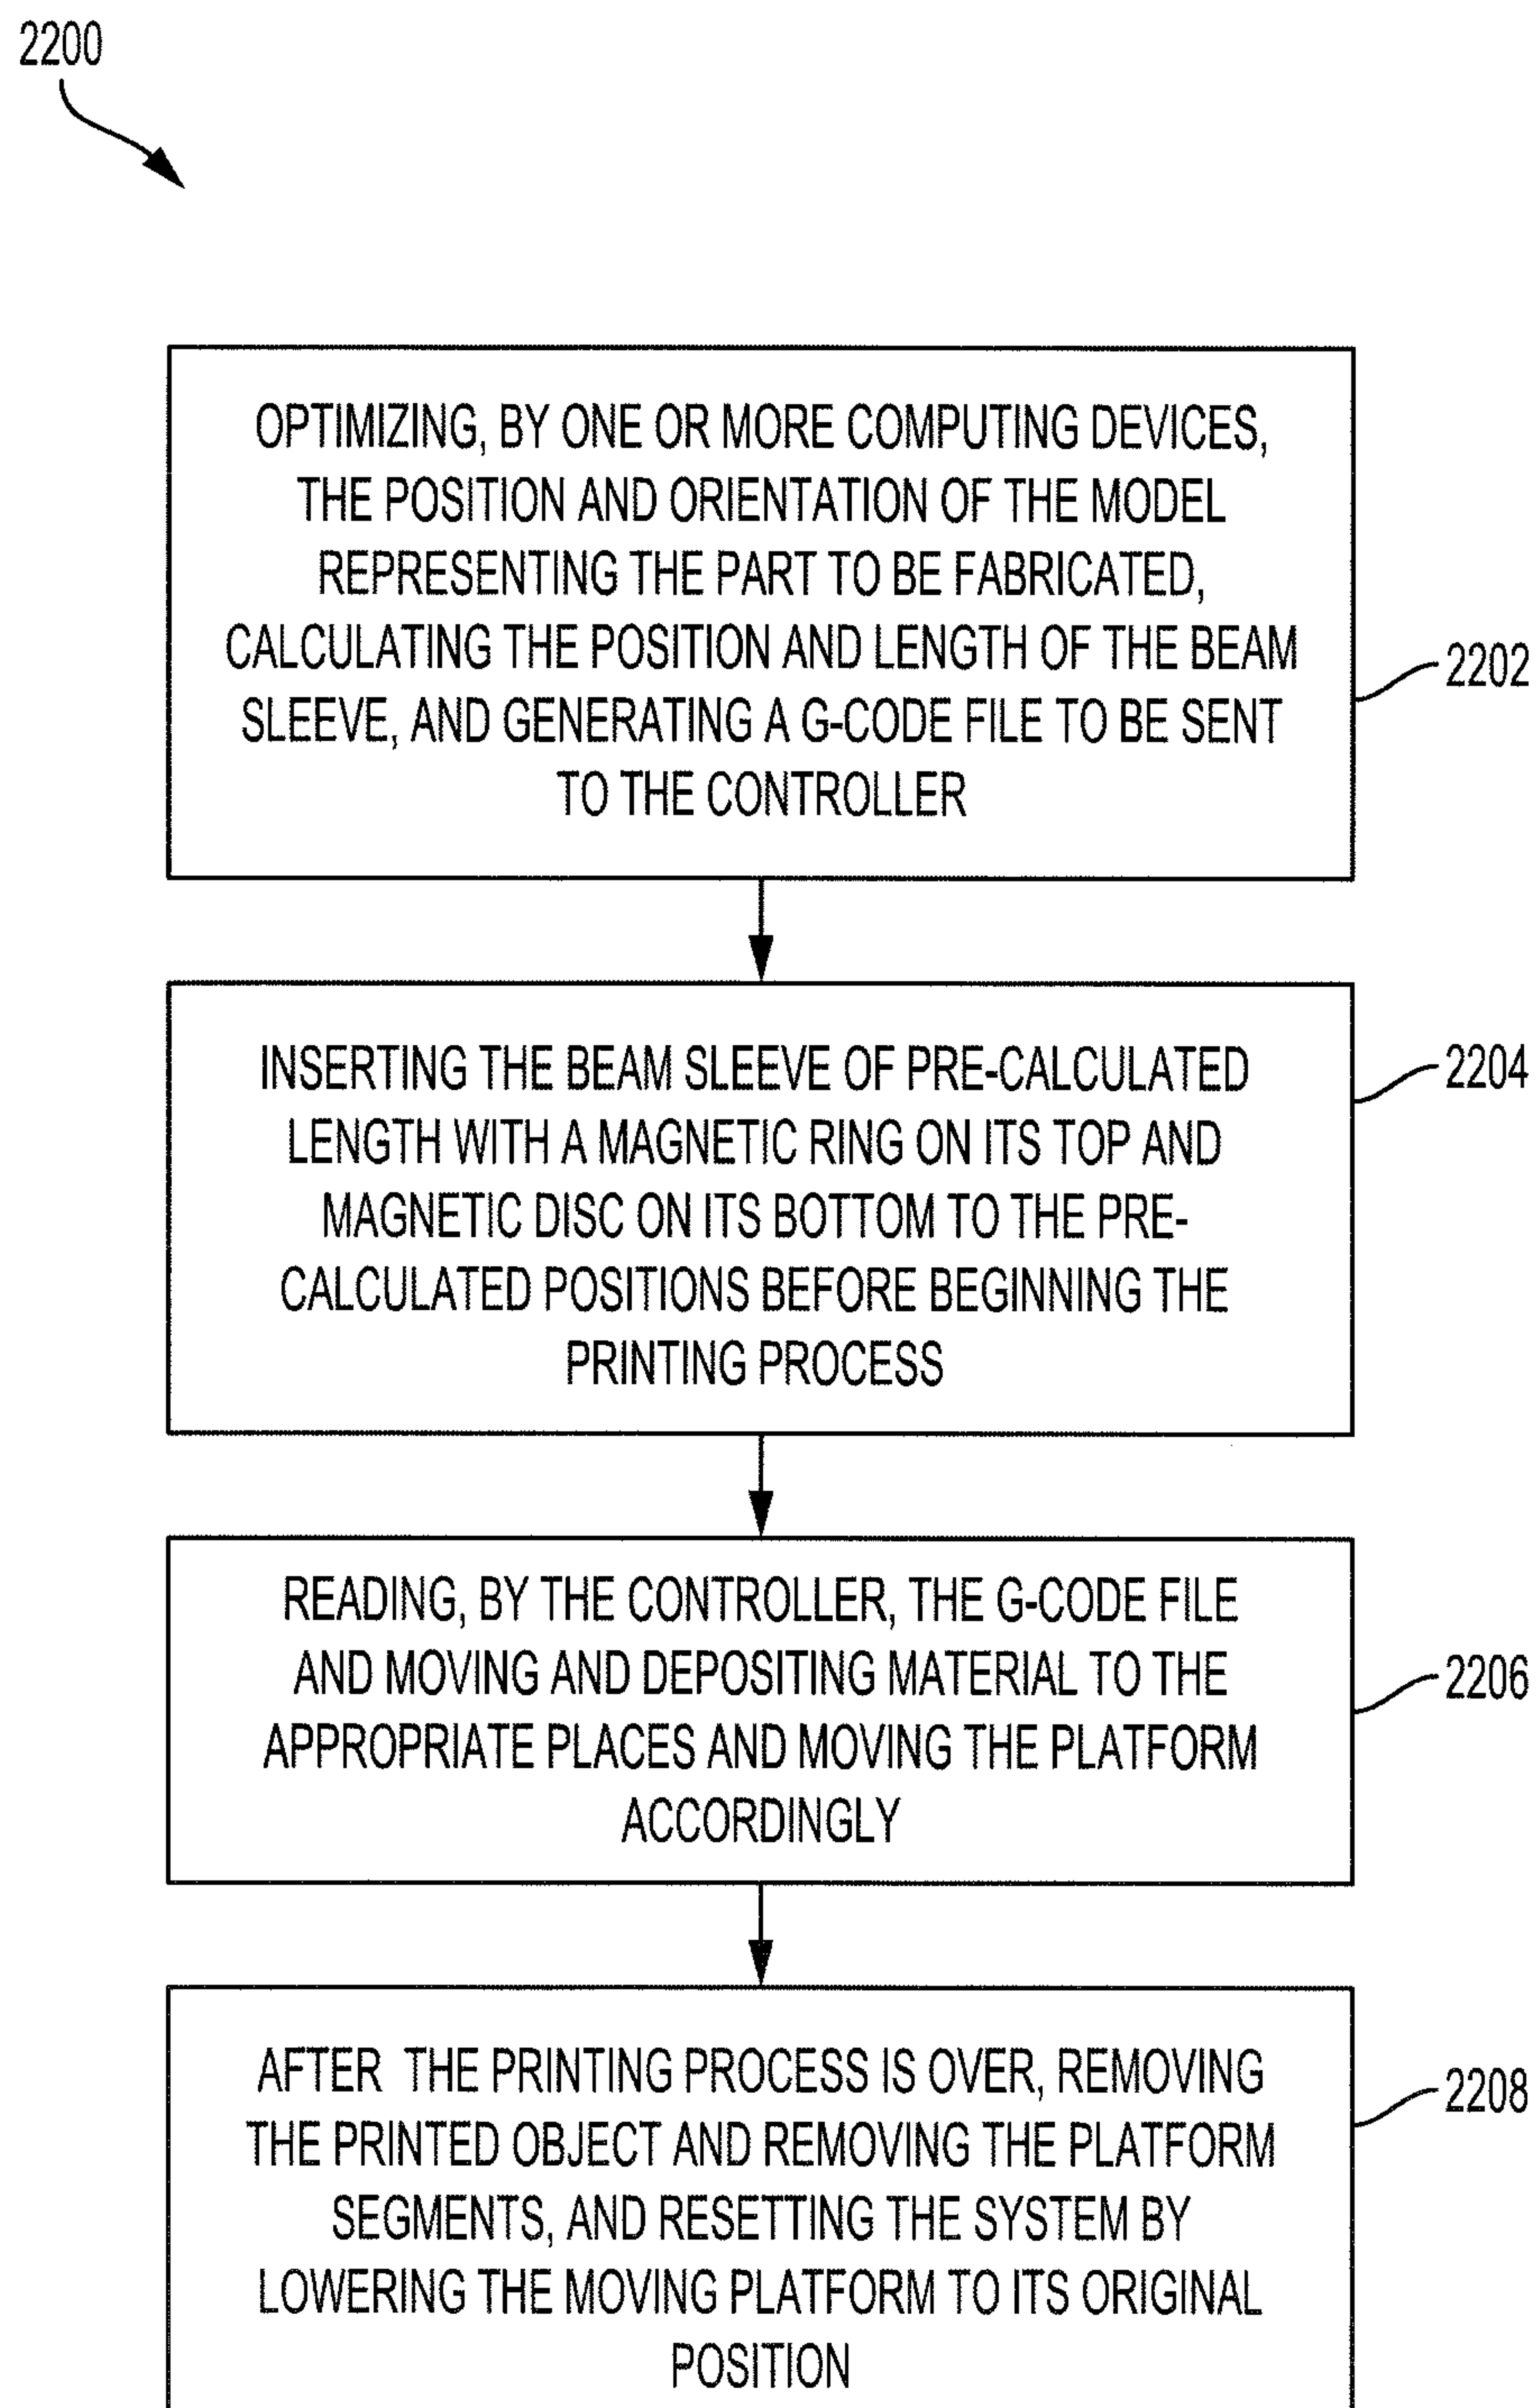 2200
OPTIMIZING, BY ONE OR MORE COMPUTING DEVICES,
THE POSITION AND ORIENTATION OF THE MODEL
REPRESENTING THE PART TO BE FABRICATED,
CALCULATING THE POSITION AND LENGTH OF THE BEAM
SLEEVE, AND GENERATING A G-CODE FILE TO BE SENT
TO THE CONTROLLER
2202
INSERTING THE BEAM SLEEVE OF PRE-CALCULATED
LENGTH WITH A MAGNETIC RING ON ITS TOP AND
MAGNETIC DISC ON ITS BOTTOM TO THE PRE-
CALCULATED POSITIONS BEFORE BEGINNING THE
PRINTING PROCESS
2204
READING, BY THE CONTROLLER, THE G-CODE FILE
AND MOVING AND DEPOSITING MATERIAL TO THE
APPROPRIATE PLACES AND MOVING THE PLATFORM
ACCORDINGLY
2206
AFTER THE PRINTING PROCESS IS OVER, REMOVING
THE PRINTED OBJECT AND REMOVING THE PLATFORM
SEGMENTS, AND RESETTING THE SYSTEM BY
LOWERING THE MOVING PLATFORM TO ITS ORIGINAL
POSITION
2208